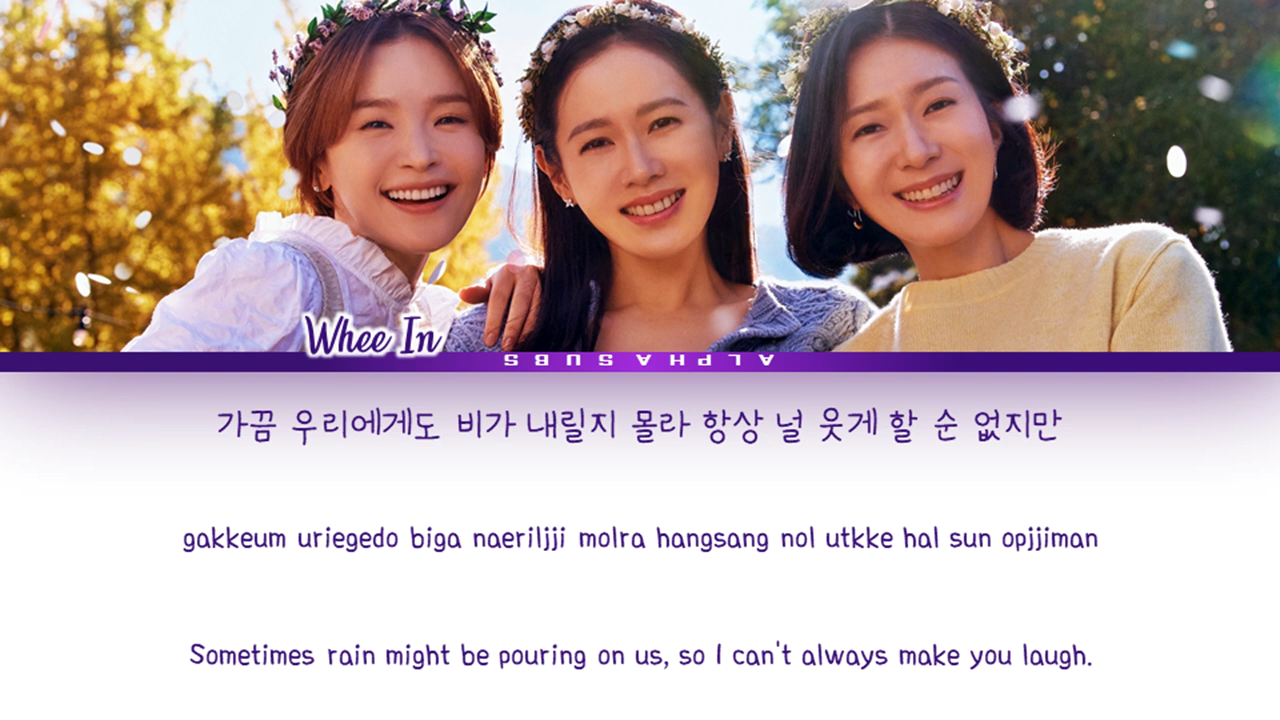 Whee In
ALPHA SUBS
가끔 우리에게도 비가 내릴지 몰라 항상 널 웃게 할 순 없지만
gakkeum uriegedo biga naeriljji molra hangsang nol utkke hal sun opjjiman
Sometimes rain might be pouring on us, so I can't always make you laugh.